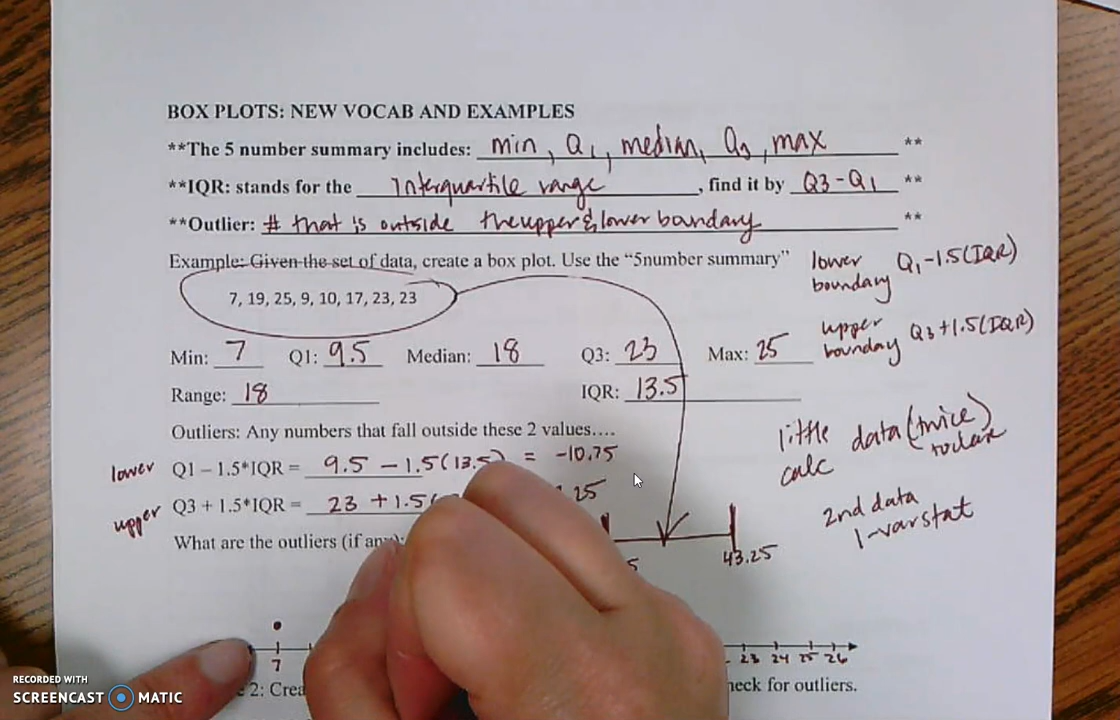 BOX PLOTS: NEW VOCAB AND EXAMPLES
**The 5 number summary includes: min, Q1, median, Q3, max **
**IQR: stands for the Interquartile range, find it by Q3-Q1 **
**Outlier: # that is outside the upper & lower boundary **
Example: Given the set of data, create a box plot. Use the “5number summary”
lower boundary Q1-1.5(IQR)
7, 19, 25, 9, 10, 17, 23, 23
upper boundary Q3+1.5(IQR)
Min: 7 Q1: 9.5 Median: 18 Q3: 23 Max: 25
Range: 18 IQR: 13.5
little data (twice)
calc
Outliers: Any numbers that fall outside these 2 values….
lower Q1 – 1.5*IQR = 9.5 - 1.5(13.5) = -10.75
upper Q3 + 1.5*IQR = 23 + 1.5( .25
2nd data
1-varstat
What are the outliers (if any):
5 43.25
7 23 24 25 26
2: Crea heck for outliers.
RECORDED WITH
SCREENCAST MATIC